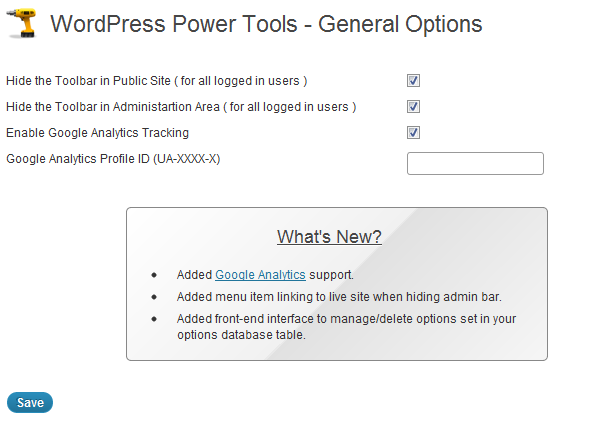 WordPress Power Tools - General Options
Hide the Toolbar in Public Site ( for all logged in users )
Hide the Toolbar in Administartion Area ( for all logged in users )
Enable Google Analytics Tracking
Google Analytics Profile ID (UA-XXXX-X)
What's New?
• Added Google Analytics support.
• Added menu item linking to live site when hiding admin bar.
• Added front-end interface to manage/delete options set in your
options database table.
Save